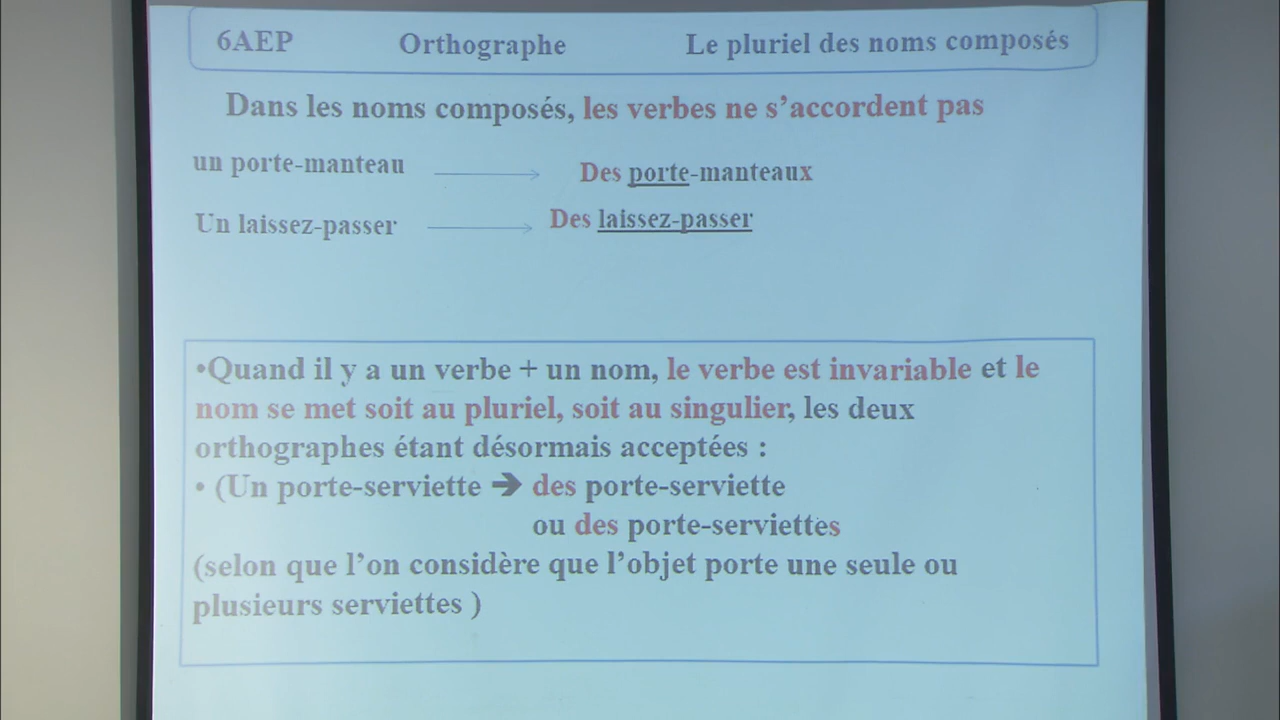 6AEP Orthographe Le pluriel des noms composés
Dans les noms composés, les verbes ne s’accordent pas
un porte-manteau Des porte-manteaux
Un laissez-passer Des laissez-passer
•Quand il y a un verbe + un nom, le verbe est invariable et le
nom se met soit au pluriel, soit au singulier, les deux
orthographes étant désormais acceptées :
• (Un porte-serviette ➔ des porte-serviette
ou des porte-serviettes
(selon que l’on considère que l’objet porte une seule ou
plusieurs serviettes )